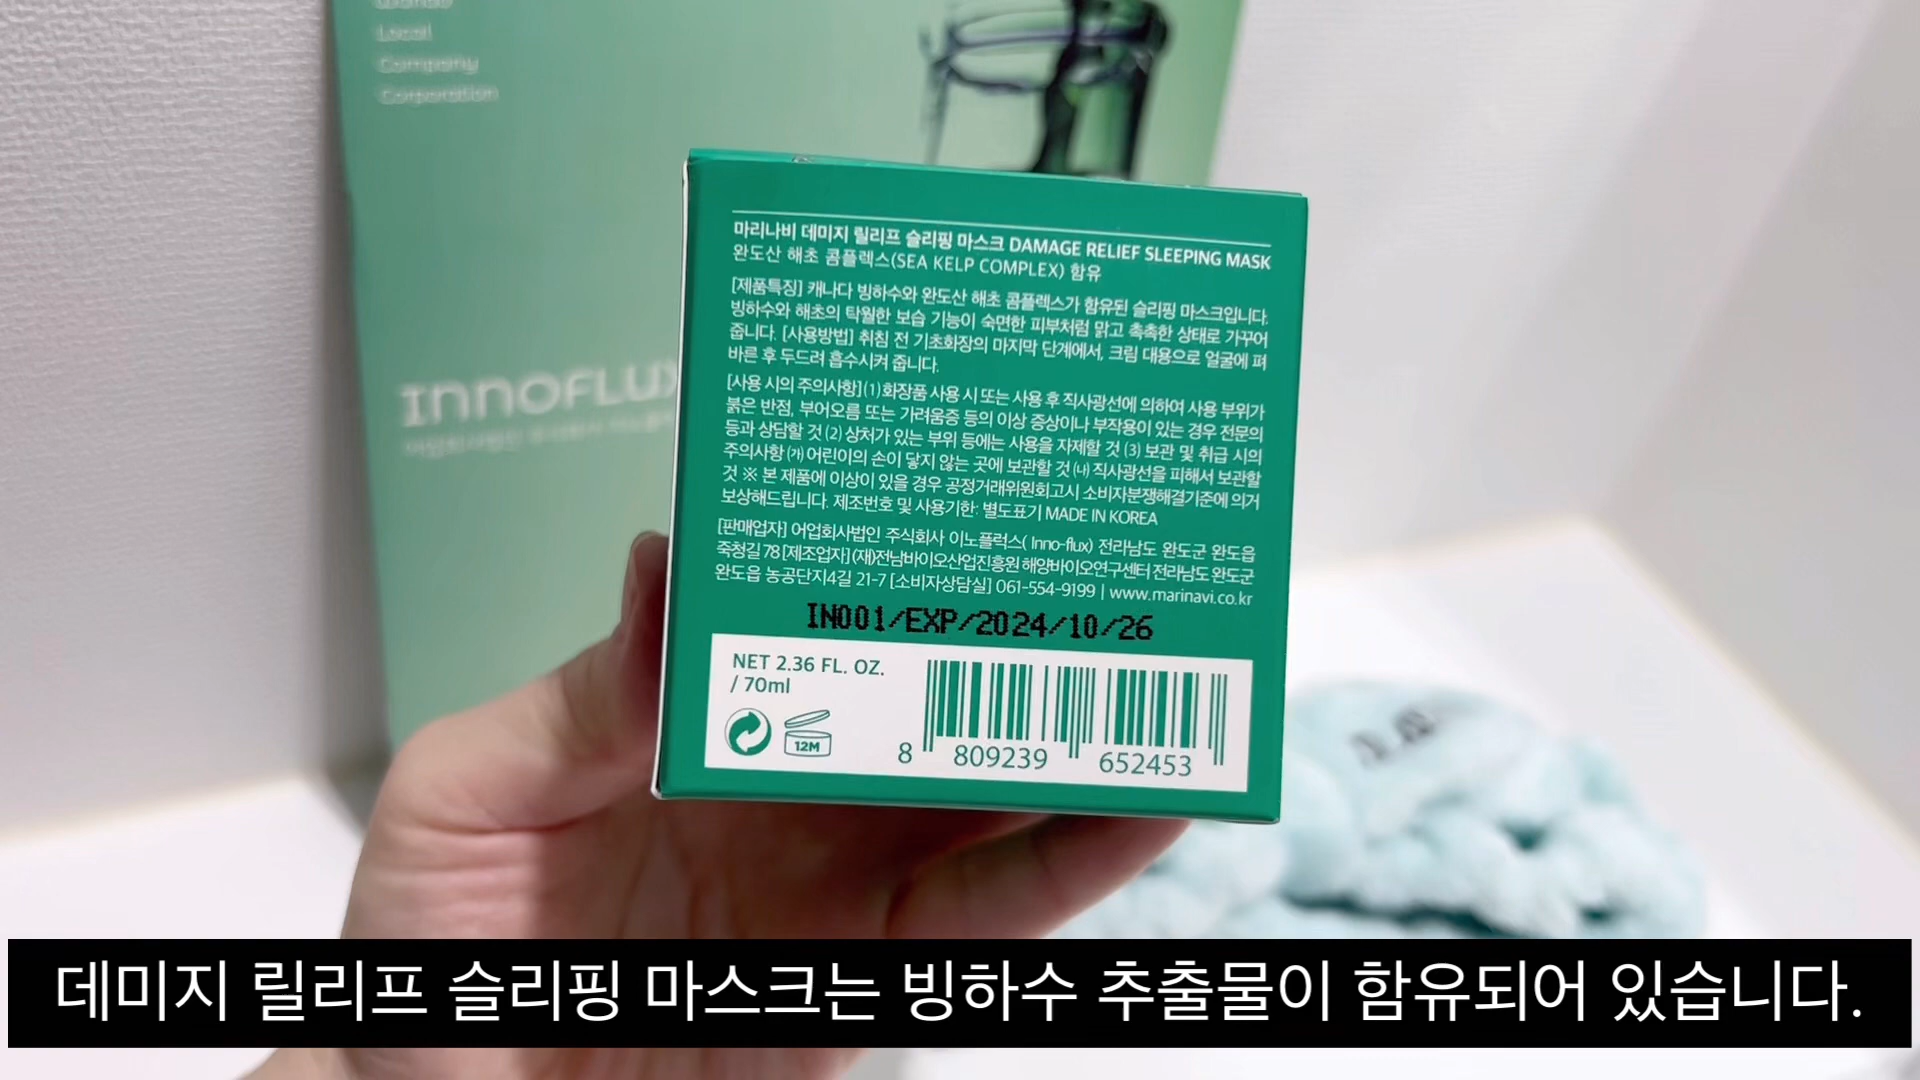 Local
Company
Corporation
INNOFLUX
마리나비 데미지 릴리프 슬리핑 마스크 DAMAGE RELIEF SLEEPING MASK
완도산 해초 콤플렉스(SEA KELP COMPLEX) 함유
[제품특징] 캐나다 빙하수와 완도산 해초 콤플렉스가 함유된 슬리핑 마스크입니다.
빙하수와 해초의 탁월한 보습 기능이 숙면한 피부처럼 맑고 촉촉한 상태로 가꾸어
줍니다. [사용방법] 취침 전 기초화장의 마지막 단계에서, 크림 대용으로 얼굴에 펴
바른 후 두드려 흡수시켜 줍니다.
[사용 시의 주의사항] (1) 화장품 사용 시 또는 사용 후 직사광선에 의하여 사용 부위가
붉은 반점, 부어오름 또는 가려움증 등의 이상 증상이나 부작용이 있는 경우 전문의
등과 상담할 것 (2) 상처가 있는 부위 등에는 사용을 자제할 것 (3) 보관 및 취급 시의
주의사항 ㈎ 어린이의 손이 닿지 않는 곳에 보관할 것 ㈏ 직사광선을 피해서 보관할
것 ※ 본 제품에 이상이 있을 경우 공정거래위원회고시 소비자분쟁해결기준에 의거
보상해드립니다. 제조번호 및 사용기한: 별도표기 MADE IN KOREA
[판매업자] 어업회사법인 주식회사 이노플럭스( Inno-flux) 전라남도 완도군 완도읍
죽청길 78 [제조업자] (재)전남바이오산업진흥원 해양바이오연구센터 전라남도 완도군
완도읍 농공단지4길 21-7 [소비자상담실] 061-554-9199 | www.marinavi.co.kr
IN001/EXP/2024/10/26
NET 2.36 FL. OZ.
/ 70ml
12M
8 809239 652453
데미지 릴리프 슬리핑 마스크는 빙하수 추출물이 함유되어 있습니다.